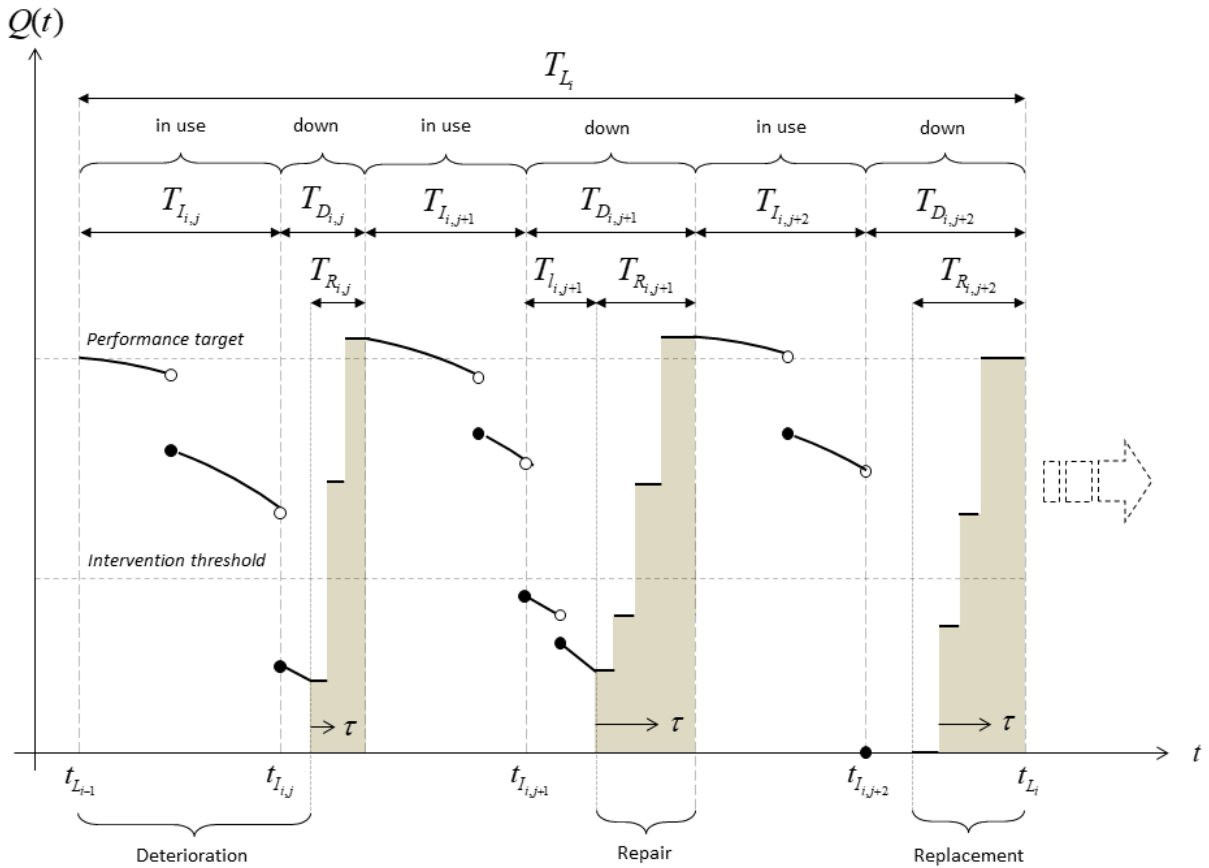 Q(t)
T_{L_i}
in use down in use down in use down
T_{I_{i,j}} T_{D_{i,j}} T_{I_{i,j+1}} T_{D_{i,j+1}} T_{I_{i,j+2}} T_{D_{i,j+2}}
T_{R_{i,j}} T_{l_{i,j+1}} T_{R_{i,j+1}} T_{R_{i,j+2}}
Performance target
Intervention threshold
τ τ τ
t
t_{L_{i-1}} t_{I_{i,j}} t_{I_{i,j+1}} t_{I_{i,j+2}} t_{L_i}
Deterioration Repair Replacement